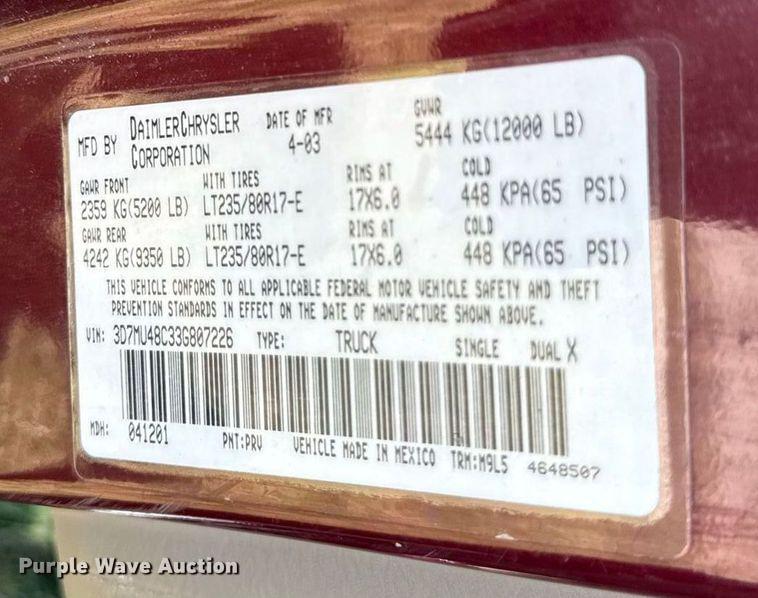 MFD BY DAIMLERCHRYSLER CORPORATION DATE OF MFR 4-03 GVWR 5444 KG(12000 LB)
GAWR FRONT WITH TIRES RIMS AT COLD
2359 KG(5200 LB) LT235/80R17-E 17X6.0 448 KPA(65 PSI)
GAWR REAR WITH TIRES RIMS AT COLD
4242 KG(9350 LB) LT235/80R17-E 17X6.0 448 KPA(65 PSI)
THIS VEHICLE CONFORMS TO ALL APPLICABLE FEDERAL MOTOR VEHICLE SAFETY AND THEFT
PREVENTION STANDARDS IN EFFECT ON THE DATE OF MANUFACTURE SHOWN ABOVE.
VIN: 3D7MU48C33G807226 TYPE: TRUCK SINGLE DUAL X
MDH: 041201 PNT:PRV VEHICLE MADE IN MEXICO TRM:M9L5 4648507
Purple Wave Auction